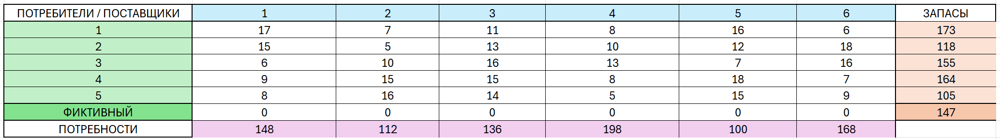 ПОТРЕБИТЕЛИ / ПОСТАВЩИКИ 1 2 3 4 5 6 ЗАПАСЫ
1 17 7 11 8 16 6 173
2 15 5 13 10 12 18 118
3 6 10 16 13 7 16 155
4 9 15 15 8 18 7 164
5 8 16 14 5 15 9 105
ФИКТИВНЫЙ 0 0 0 0 0 0 147
ПОТРЕБНОСТИ 148 112 136 198 100 168